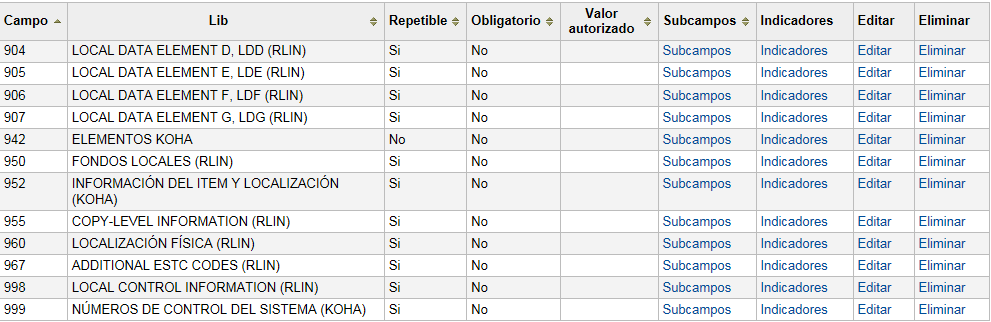 Campo Lib Repetible Obligatorio Valor autorizado Subcampos Indicadores Editar Eliminar
904 LOCAL DATA ELEMENT D, LDD (RLIN) Si No Subcampos Indicadores Editar Eliminar
905 LOCAL DATA ELEMENT E, LDE (RLIN) Si No Subcampos Indicadores Editar Eliminar
906 LOCAL DATA ELEMENT F, LDF (RLIN) Si No Subcampos Indicadores Editar Eliminar
907 LOCAL DATA ELEMENT G, LDG (RLIN) Si No Subcampos Indicadores Editar Eliminar
942 ELEMENTOS KOHA No No Subcampos Indicadores Editar Eliminar
950 FONDOS LOCALES (RLIN) Si No Subcampos Indicadores Editar Eliminar
952 INFORMACIÓN DEL ITEM Y LOCALIZACIÓN (KOHA) Si No Subcampos Indicadores Editar Eliminar
955 COPY-LEVEL INFORMATION (RLIN) Si No Subcampos Indicadores Editar Eliminar
960 LOCALIZACIÓN FÍSICA (RLIN) Si No Subcampos Indicadores Editar Eliminar
967 ADDITIONAL ESTC CODES (RLIN) Si No Subcampos Indicadores Editar Eliminar
998 LOCAL CONTROL INFORMATION (RLIN) Si No Subcampos Indicadores Editar Eliminar
999 NÚMEROS DE CONTROL DEL SISTEMA (KOHA) Si No Subcampos Indicadores Editar Eliminar